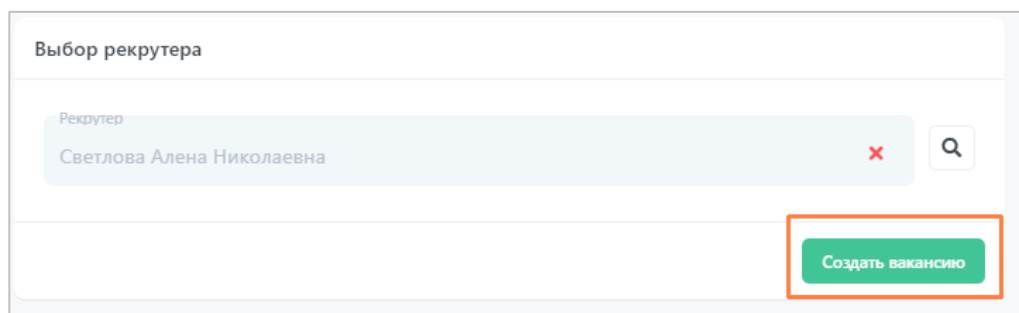 Выбор рекрутера
Рекрутер
Светлова Алена Николаевна
Создать вакансию